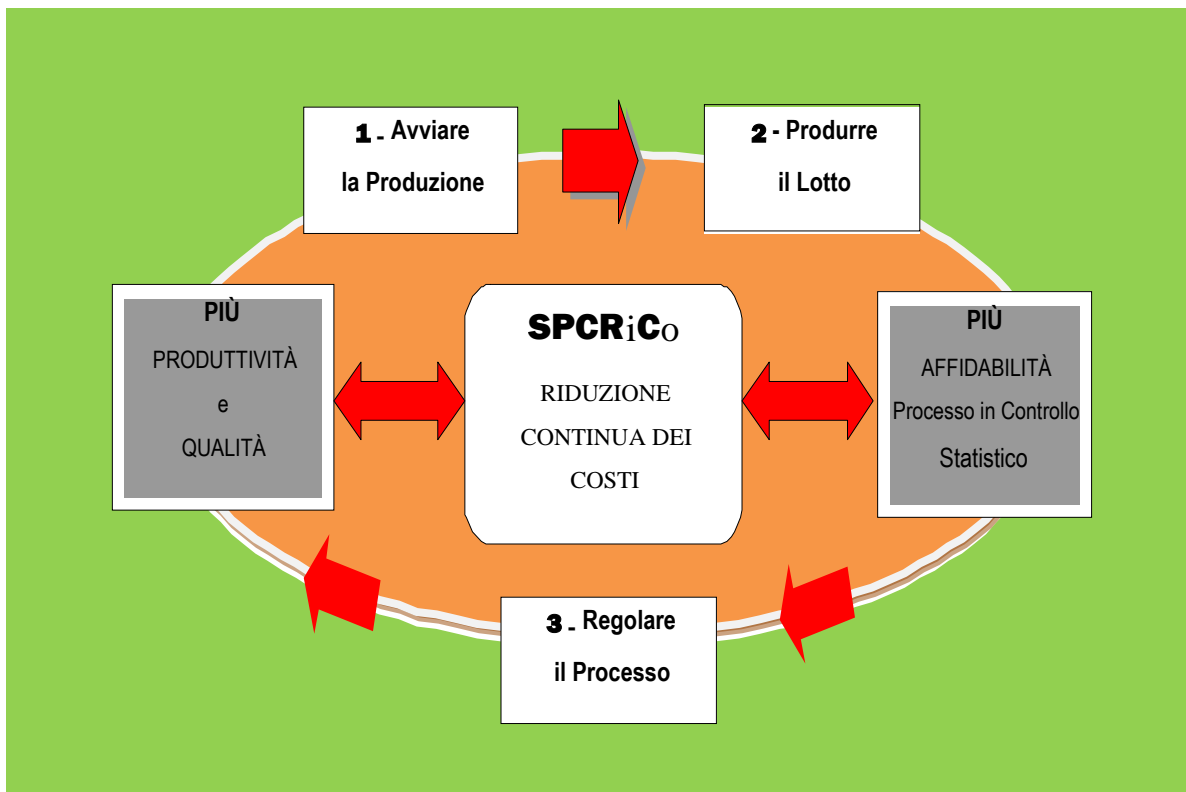 1 - Avviare
la Produzione
2 - Produrre
il Lotto
PIÙ
PRODUTTIVITÀ
e
QUALITÀ
SPCRiCo
RIDUZIONE
CONTINUA DEI
COSTI
PIÙ
AFFIDABILITÀ
Processo in Controllo
Statistico
3 - Regolare
il Processo